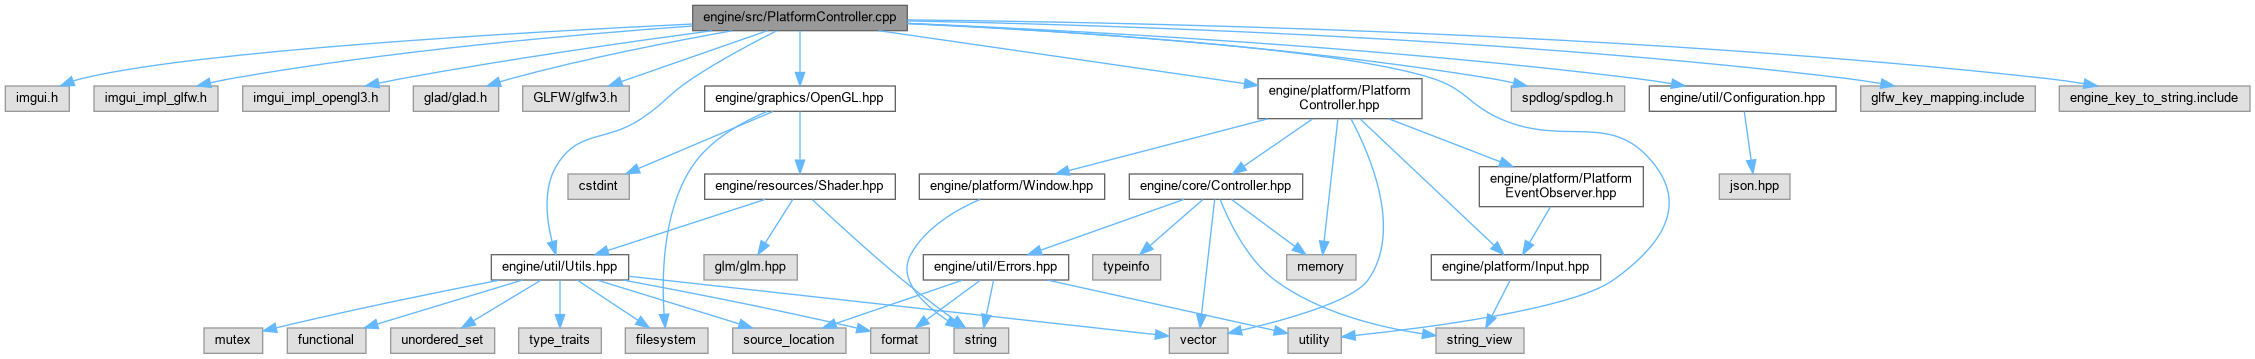 engine/src/PlatformController.cpp
imgui.h
imgui_impl_glfw.h
imgui_impl_opengl3.h
glad/glad.h
GLFW/glfw3.h
engine/graphics/OpenGL.hpp
engine/platform/Platform
Controller.hpp
spdlog/spdlog.h
engine/util/Configuration.hpp
glfw_key_mapping.include
engine_key_to_string.include
cstdint
engine/resources/Shader.hpp
engine/platform/Window.hpp
engine/core/Controller.hpp
engine/platform/Platform
EventObserver.hpp
json.hpp
engine/util/Utils.hpp
glm/glm.hpp
engine/util/Errors.hpp
typeinfo
memory
engine/platform/Input.hpp
mutex
functional
unordered_set
type_traits
filesystem
source_location
format
string
vector
utility
string_view